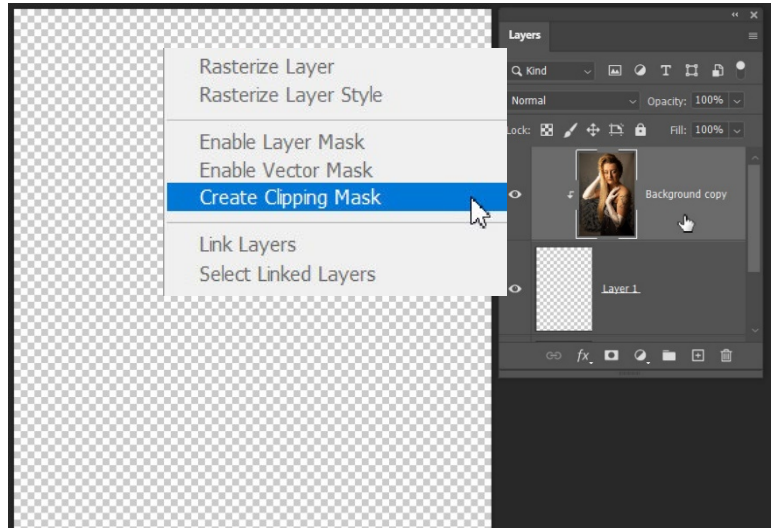 Layers
Rasterize Layer
Rasterize Layer Style
Enable Layer Mask
Enable Vector Mask
Create Clipping Mask
Link Layers
Select Linked Layers
Kind
T
Normal
Opacity: 100%
Lock:
Fill: 100%
Background copy
Layer 1
fx